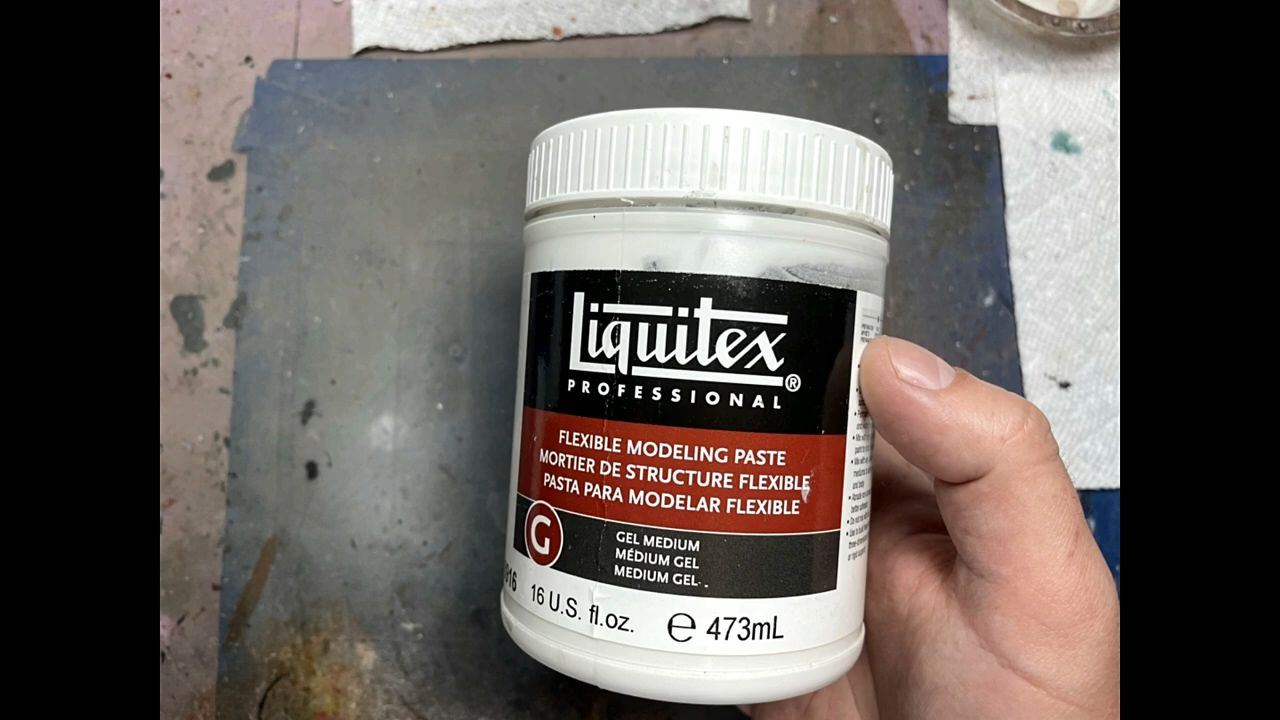 Liquitex®
PROFESSIONAL
FLEXIBLE MODELING PASTE
MORTIER DE STRUCTURE FLEXIBLE
PASTA PARA MODELAR FLEXIBLE
G
GEL MEDIUM
MÉDIUM GEL
MEDIUM GEL
16 U.S. fl.oz.
e 473mL